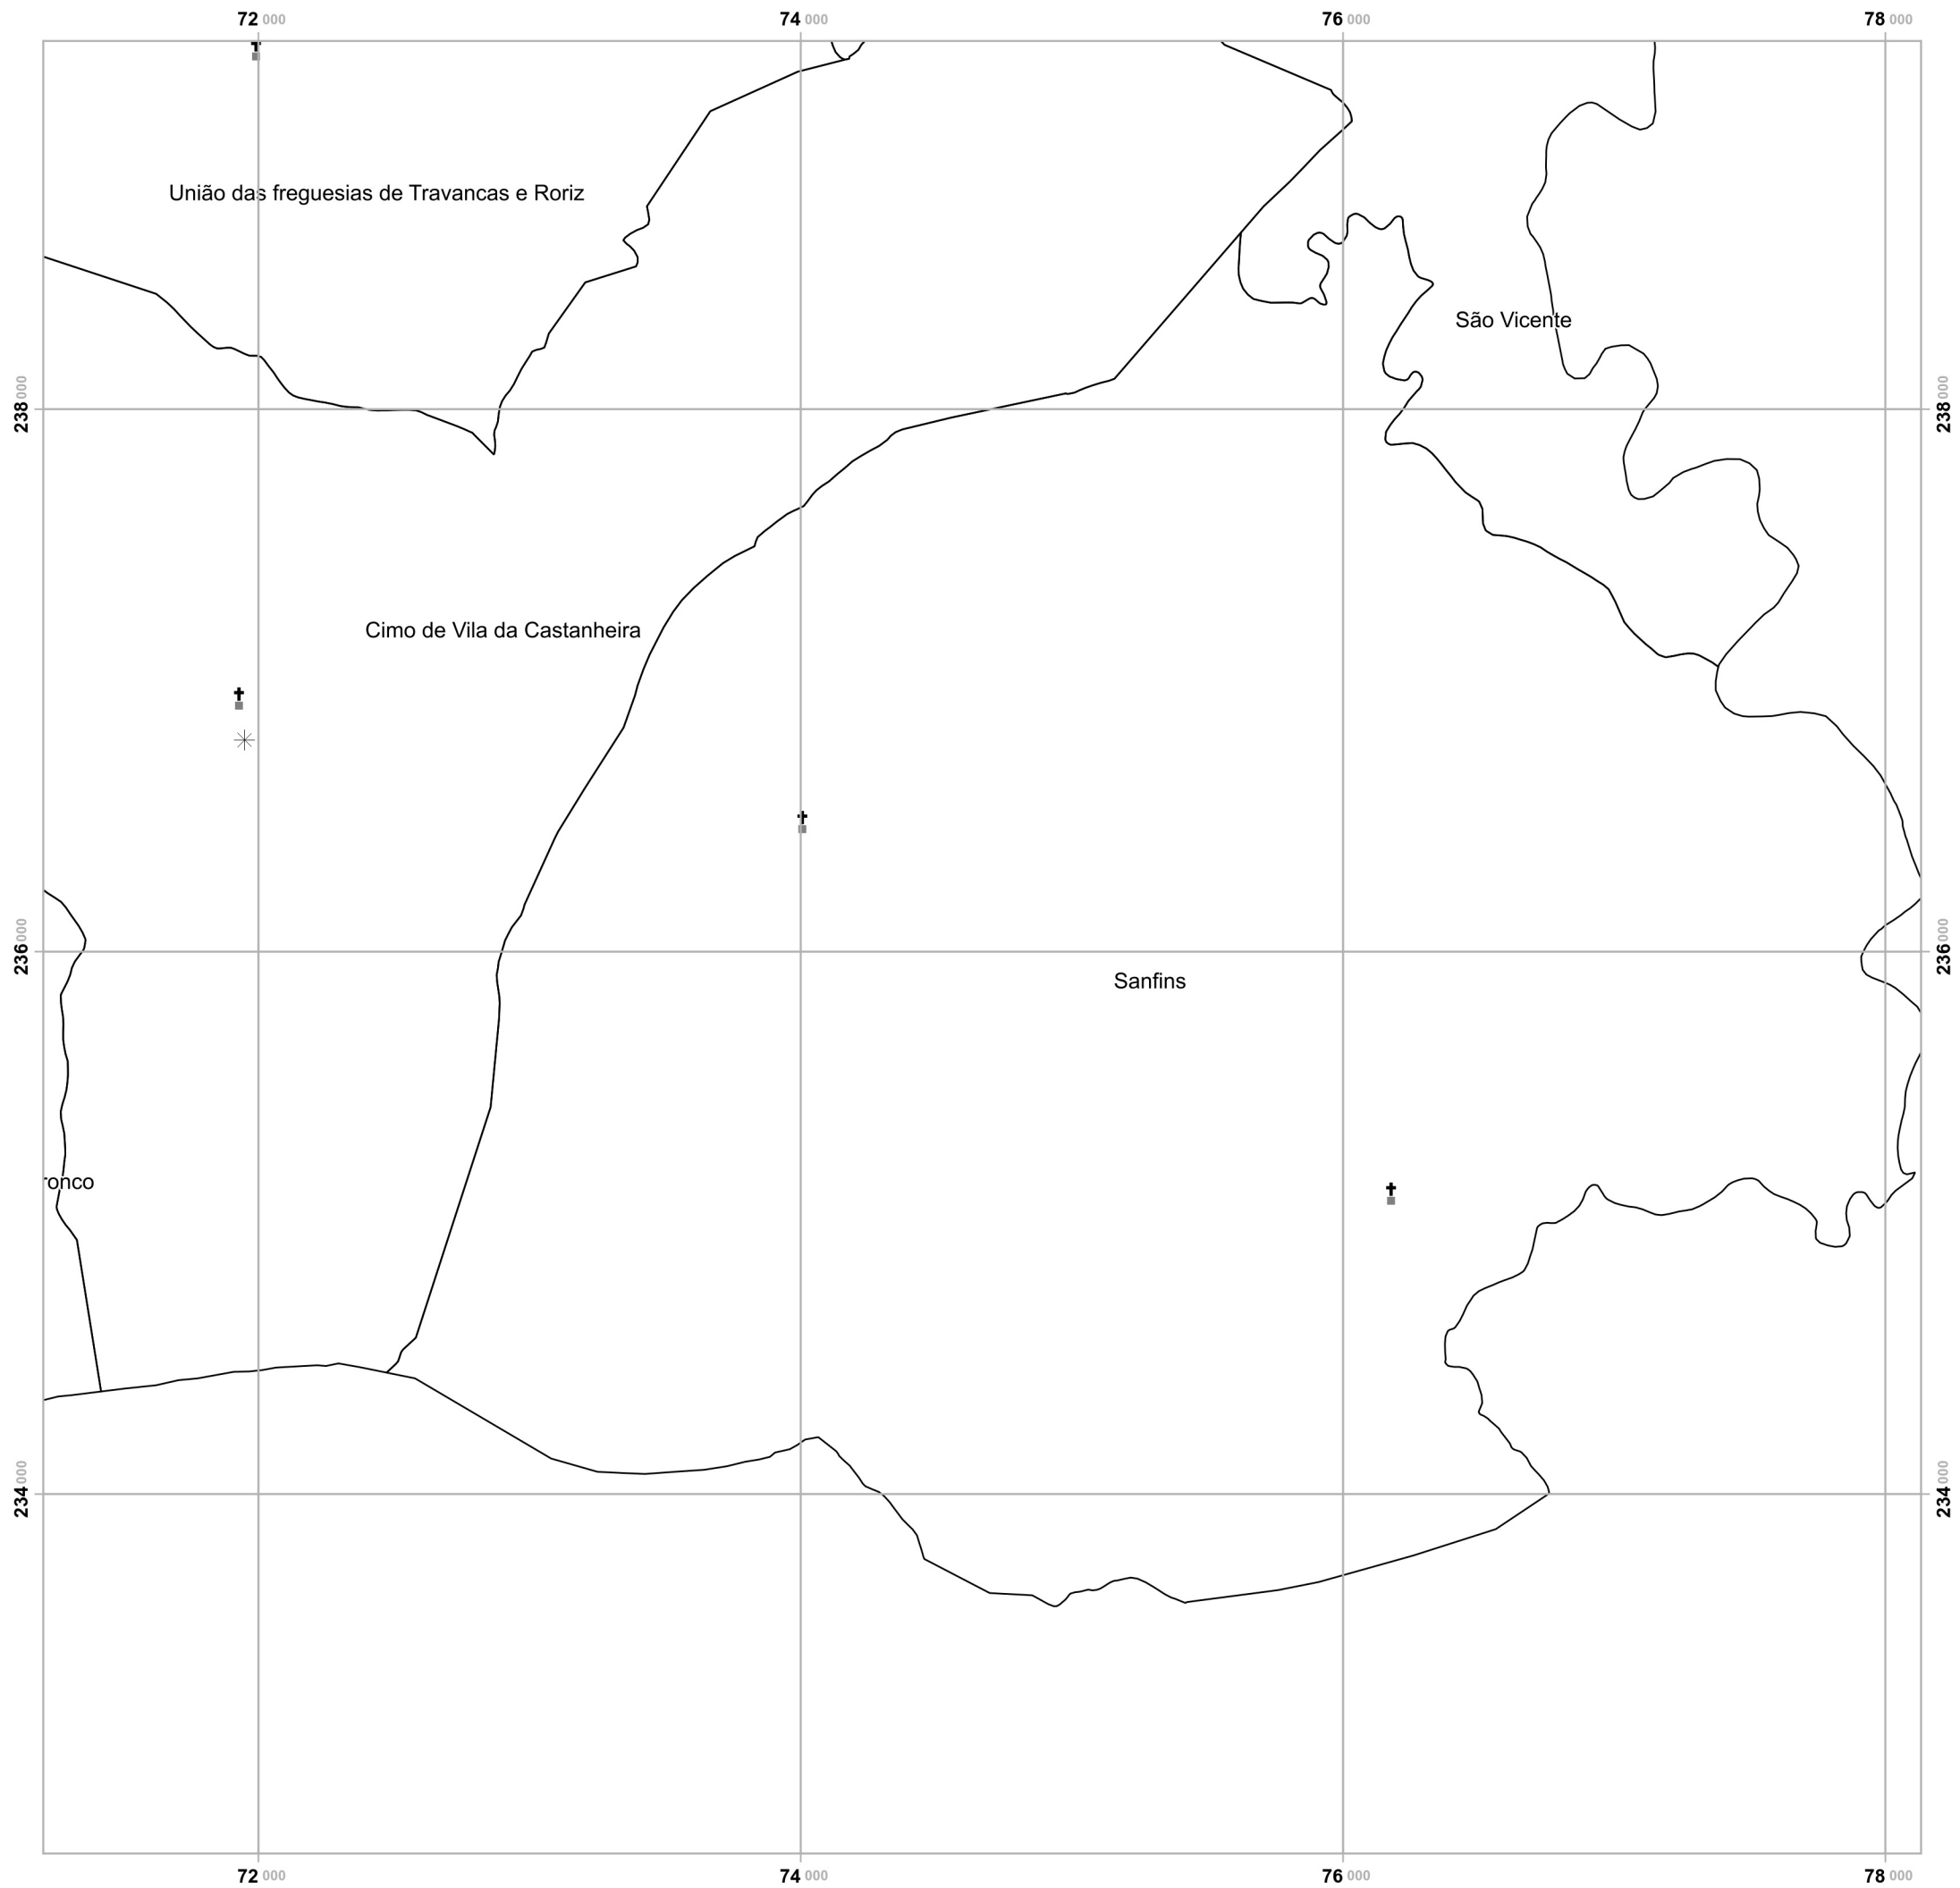 72 000
74 000
76 000
78 000
União das freguesias de Travancas e Roriz
São Vicente
238 000
238 000
Cimo de Vila da Castanheira
236 000
236 000
Sanfins
ronco
234 000
234 000
72 000
74 000
76 000
78 000